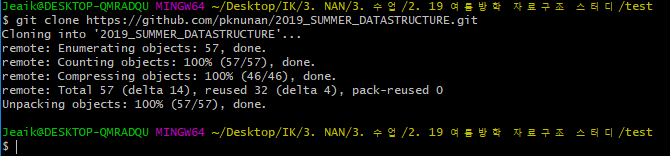 Jeaik@DESKTOP-QMRADQU MINGW64 ~/Desktop/IK/3. NAN/3. 수업/2. 19 여름방학 자료구조 스터디/test
$ git clone https://github.com/pknunan/2019_SUMMER_DATASTRUCTURE.git
Cloning into '2019_SUMMER_DATASTRUCTURE'...
remote: Enumerating objects: 57, done.
remote: Counting objects: 100% (57/57), done.
remote: Compressing objects: 100% (46/46), done.
remote: Total 57 (delta 14), reused 32 (delta 4), pack-reused 0
Unpacking objects: 100% (57/57), done.
Jeaik@DESKTOP-QMRADQU MINGW64 ~/Desktop/IK/3. NAN/3. 수업/2. 19 여름방학 자료구조 스터디/test
$